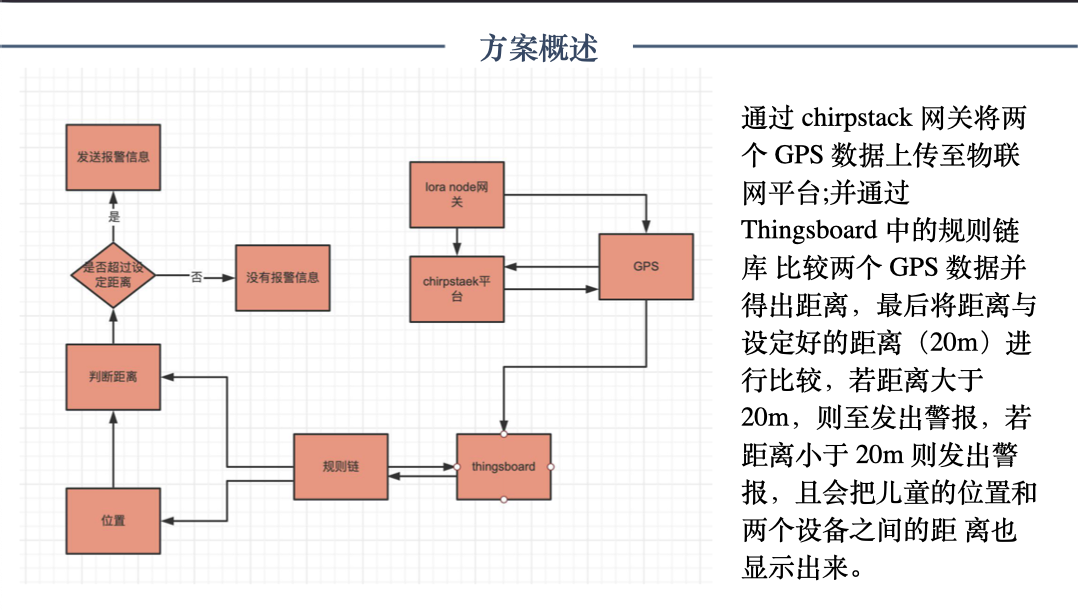 方案概述
发送报警信息
是
是否超过设
定距离
否
没有报警信息
判断距离
位置
lora node网
关
chirpstaek平
台
GPS
规则链
thingsboard
通过 chirpstack 网关将两
个 GPS 数据上传至物联
网平台;并通过
Thingsboard 中的规则链
库 比较两个 GPS 数据并
得出距离，最后将距离与
设定好的距离（20m）进
行比较，若距离大于
20m，则至发出警报，若
距离小于 20m 则发出警
报，且会把儿童的位置和
两个设备之间的距 离也
显示出来。